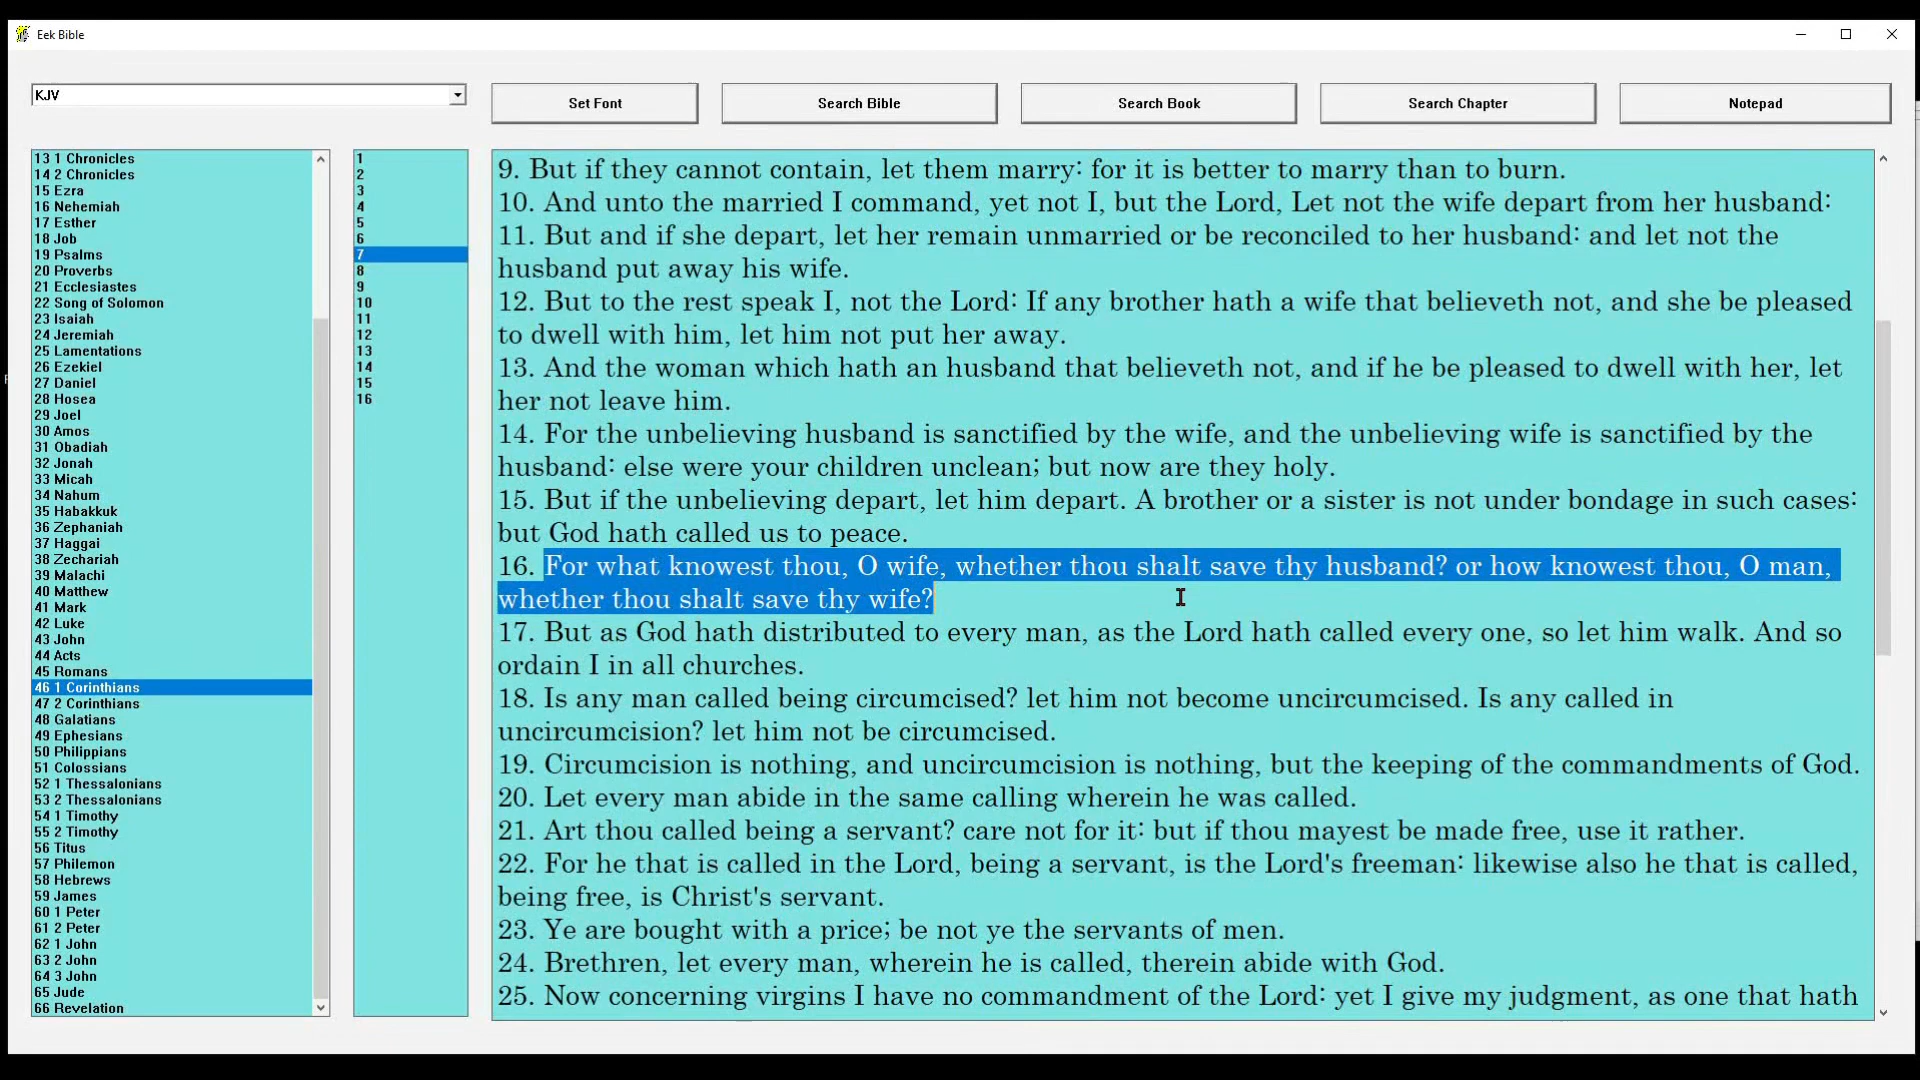 Eek Bible
KJV
Set Font
Search Bible
Search Book
Search Chapter
Notepad
13 1 Chronicles
14 2 Chronicles
15 Ezra
16 Nehemiah
17 Esther
18 Job
19 Psalms
20 Proverbs
21 Ecclesiastes
22 Song of Solomon
23 Isaiah
24 Jeremiah
25 Lamentations
26 Ezekiel
27 Daniel
28 Hosea
29 Joel
30 Amos
31 Obadiah
32 Jonah
33 Micah
34 Nahum
35 Habakkuk
36 Zephaniah
37 Haggai
38 Zechariah
39 Malachi
40 Matthew
41 Mark
42 Luke
43 John
44 Acts
45 Romans
46 1 Corinthians
47 2 Corinthians
48 Galatians
49 Ephesians
50 Philippians
51 Colossians
52 1 Thessalonians
53 2 Thessalonians
54 1 Timothy
55 2 Timothy
56 Titus
57 Philemon
58 Hebrews
59 James
60 1 Peter
61 2 Peter
62 1 John
63 2 John
64 3 John
65 Jude
66 Revelation
1
2
3
4
5
6
7
8
9
10
11
12
13
14
15
16
9. But if they cannot contain, let them marry: for it is better to marry than to burn.
10. And unto the married I command, yet not I, but the Lord, Let not the wife depart from her husband:
11. But and if she depart, let her remain unmarried or be reconciled to her husband: and let not the
husband put away his wife.
12. But to the rest speak I, not the Lord: If any brother hath a wife that believeth not, and she be pleased
to dwell with him, let him not put her away.
13. And the woman which hath an husband that believeth not, and if he be pleased to dwell with her, let
her not leave him.
14. For the unbelieving husband is sanctified by the wife, and the unbelieving wife is sanctified by the
husband: else were your children unclean; but now are they holy.
15. But if the unbelieving depart, let him depart. A brother or a sister is not under bondage in such cases:
but God hath called us to peace.
16. For what knowest thou, O wife, whether thou shalt save thy husband? or how knowest thou, O man,
whether thou shalt save thy wife?
17. But as God hath distributed to every man, as the Lord hath called every one, so let him walk. And so
ordain I in all churches.
18. Is any man called being circumcised? let him not become uncircumcised. Is any called in
uncircumcision? let him not be circumcised.
19. Circumcision is nothing, and uncircumcision is nothing, but the keeping of the commandments of God.
20. Let every man abide in the same calling wherein he was called.
21. Art thou called being a servant? care not for it: but if thou mayest be made free, use it rather.
22. For he that is called in the Lord, being a servant, is the Lord's freeman: likewise also he that is called,
being free, is Christ's servant.
23. Ye are bought with a price; be not ye the servants of men.
24. Brethren, let every man, wherein he is called, therein abide with God.
25. Now concerning virgins I have no commandment of the Lord: yet I give my judgment, as one that hath